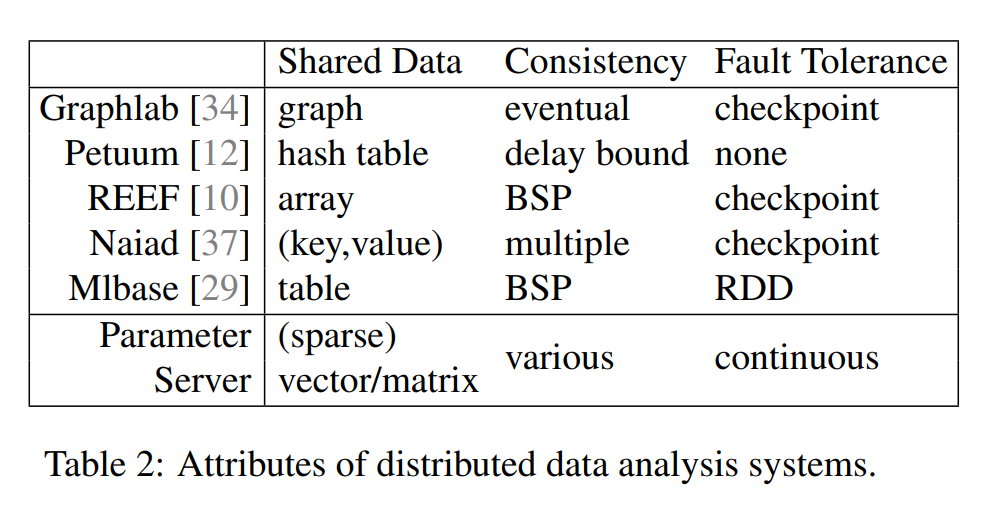 Shared Data Consistency Fault Tolerance
Graphlab [34] graph eventual checkpoint
Petuum [12] hash table delay bound none
REEF [10] array BSP checkpoint
Naiad [37] (key,value) multiple checkpoint
Mlbase [29] table BSP RDD
Parameter (sparse)
Server vector/matrix various continuous
Table 2: Attributes of distributed data analysis systems.